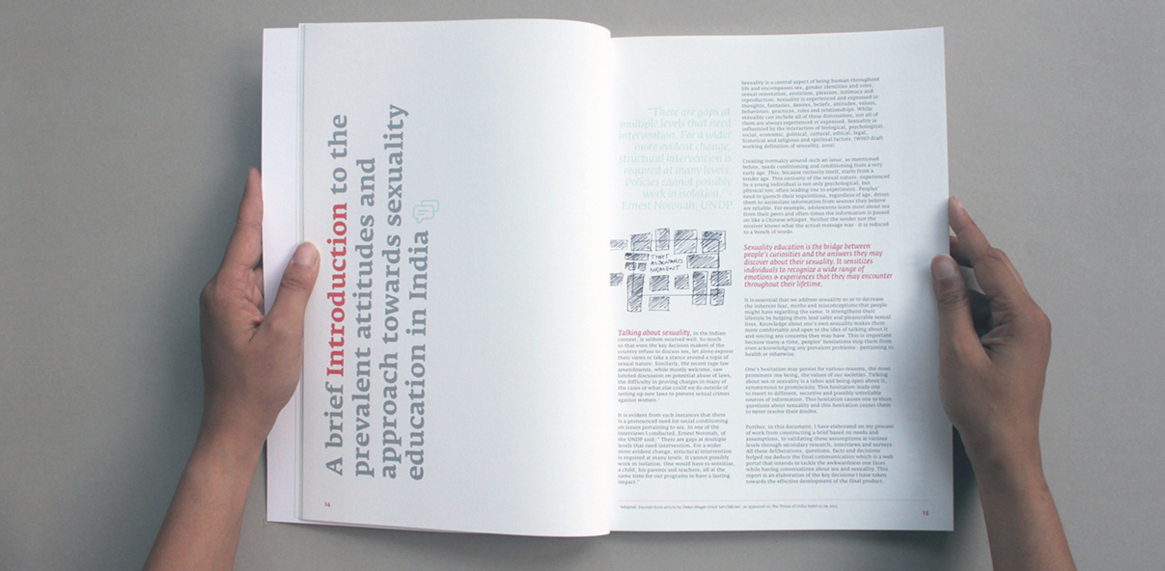 A brief Introduction to the
prevalent attitudes and
approach towards sexuality
education in India
14
"There are gaps at
multiple levels that need
intervention. For a wider
more evident change,
structural intervention is
required at many levels.
Policies cannot possibly
work in isolation."
Ernest Noronah, UNDP
THAT
AWKWARD
MOMENT
Talking about sexuality, in the Indian
context, is seldom received well. So much
so that even the key decision makers of the
country refuse to discuss sex, let alone express
their views or take a stance around a topic of
sexual nature. Similarly, the recent rape law
amendments, while mostly welcome, saw
limited discussion on potential abuse of laws,
the difficulty in proving changes in many of
the cases or what else could we do outside of
setting up new laws to prevent sexual crimes
against women.
It is evident from such instances that there
is a pronounced need for social conditioning
on issues pertaining to sex. In one of the
interviews I conducted, Ernest Noronah, of
the UNDP said: " There are gaps at multiple
levels that need intervention. For a wider
more evident change, structural intervention
is required at many levels. It cannot possibly
work in isolation. One would have to sensitise,
a child, his parents and teachers, all at the
same time for our programs to have a lasting
impact."
Sexuality is a central aspect of being human throughout
life and encompasses sex, gender identities and roles,
sexual orientation, eroticism, pleasure, intimacy and
reproduction. Sexuality is experienced and expressed in
thoughts, fantasies, desires, beliefs, attitudes, values,
behaviours, practices, roles and relationships. While
sexuality can include all of these dimensions, not all of
them are always experienced or expressed. Sexuality is
influenced by the interaction of biological, psychological,
social, economic, political, cultural, ethical, legal,
historical and religious and spiritual factors. (WHO draft
working definition of sexuality,
Creating normality around such an issue, as mentioned
before, needs conditioning and conditioning from a very
early age. This, because curiosity itself, starts from a
tender age. This curiosity of the sexual nature, experienced
by a young individual is not only psychological, but
physical too, often leading one to experiment. Peoples'
need to quench their inquisitions, regardless of age, drives
them to assimilate information from sources they believe
are reliable. For example, adolescents learn most about sex
from their peers and often-times the information is passed
on like a Chinese whisper. Neither the sender nor the
receiver knows what the actual message was - it is reduced
to a bunch of words.
Sexuality education is the bridge between
people's curiosities and the answers they may
discover about their sexuality. It sensitizes
individuals to recognize a wide range of
emotions & experiences that they may encounter
throughout their lifetime.
It is essential that we address sexuality so as to decrease
the inherent fear, myths and misconceptions that people
might have regarding the same. It strengthens their
lifestyle by helping them lead safer and pleasurable sexual
lives. Knowledge about one's own sexuality makes them
more comfortable and open to the idea of talking about it
and voicing any concerns they may have. This is important
because many a time, peoples' hesitations may them from
even acknowledging any prevalent problems - pertaining to
health or otherwise.
One's hesitation may persist for various reasons, the most
prominent one being, the values of our societies. Talking
about sex or sexuality is a taboo and being open about it,
synonymous to promiscuity. This hesitation leads one
to resort to different, secretive and possibly unreliable
sources of information. This hesitation causes one to their
questions about sexuality and this hesitation causes them
to never resolve their doubts.
Further, in this document, I have elaborated on my process
of work from constructing a brief based on needs and
assumptions, to validating these assumptions at various
levels through secondary research, interviews and surveys.
All these deliberations, questions, facts and decisions
helped me deduce the final communication which is a web
portal that intends to tackle the awkwardness one faces
while having conversations about sex and sexuality. This
report is an elaboration of the key decisions I have taken
towards the effective development of the final product.
15